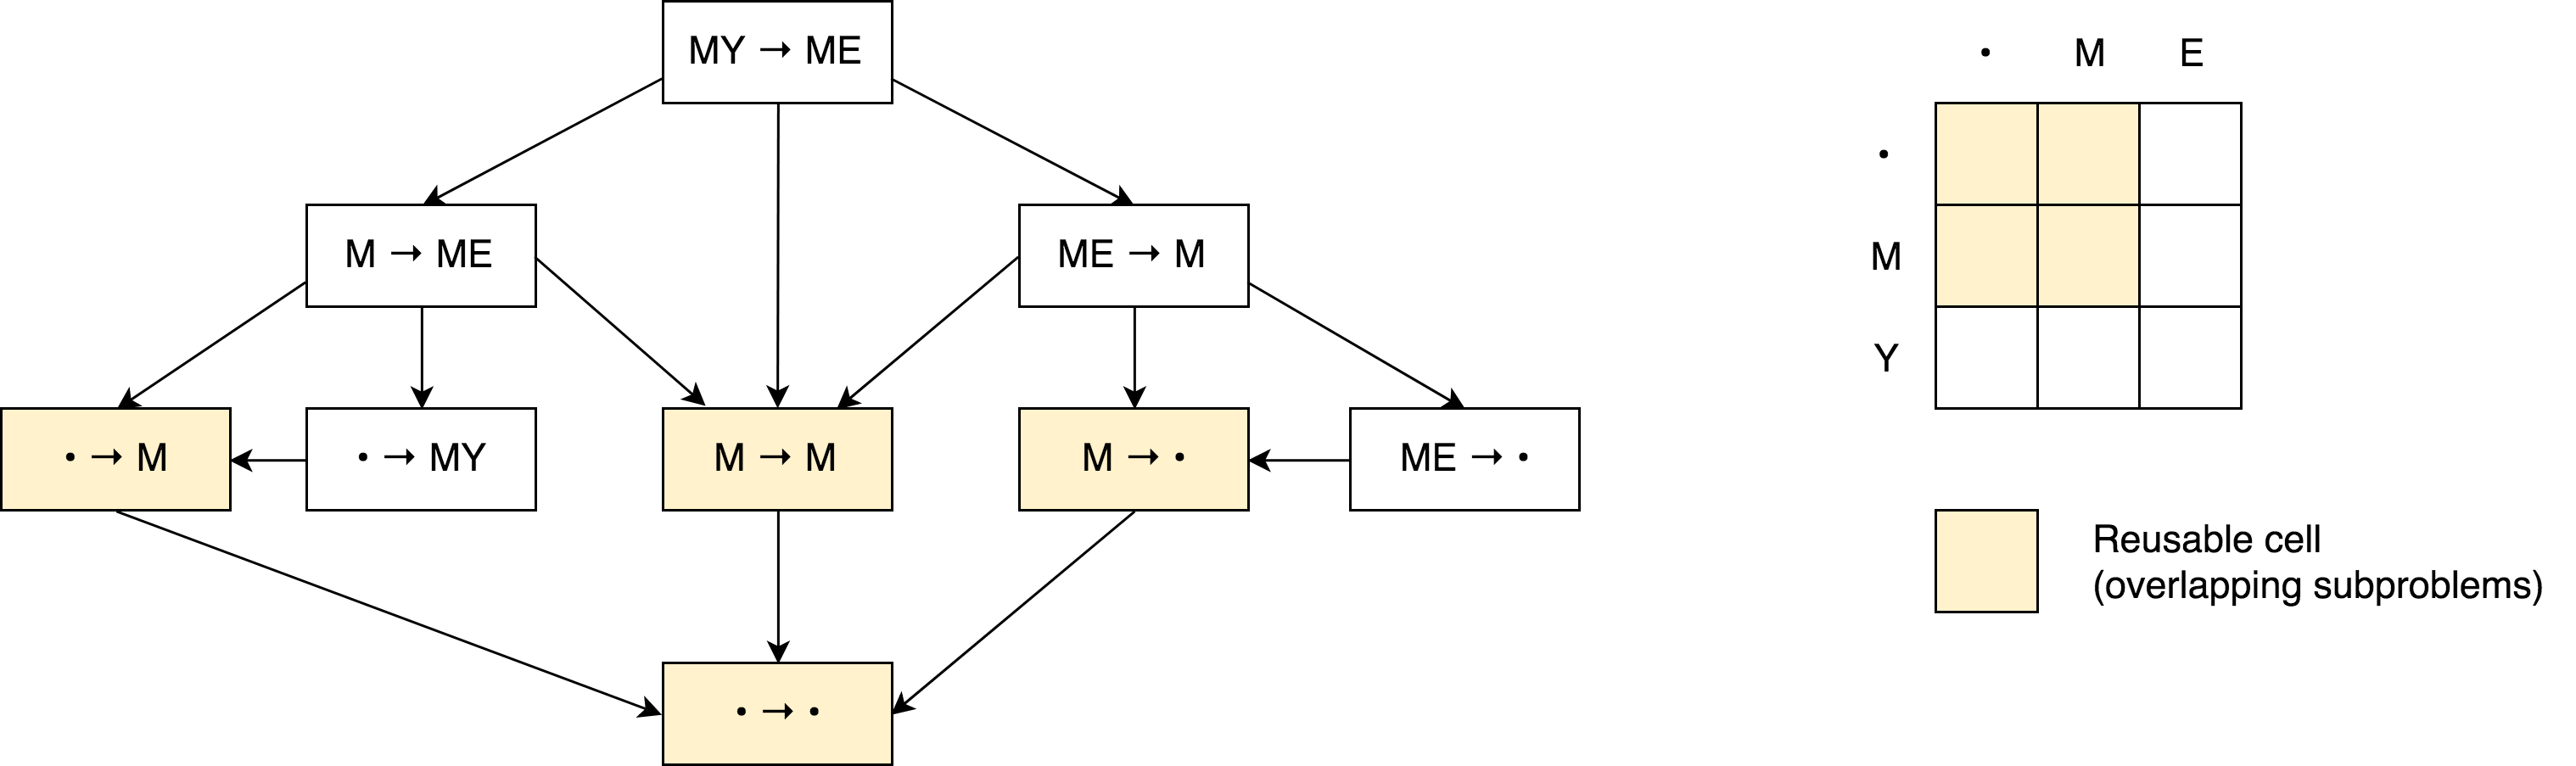 MY → ME
M → ME
ME → M
· → M
· → MY
M → M
M → ·
ME → ·
· → ·
· M E
·
M
Y
Reusable cell
(overlapping subproblems)